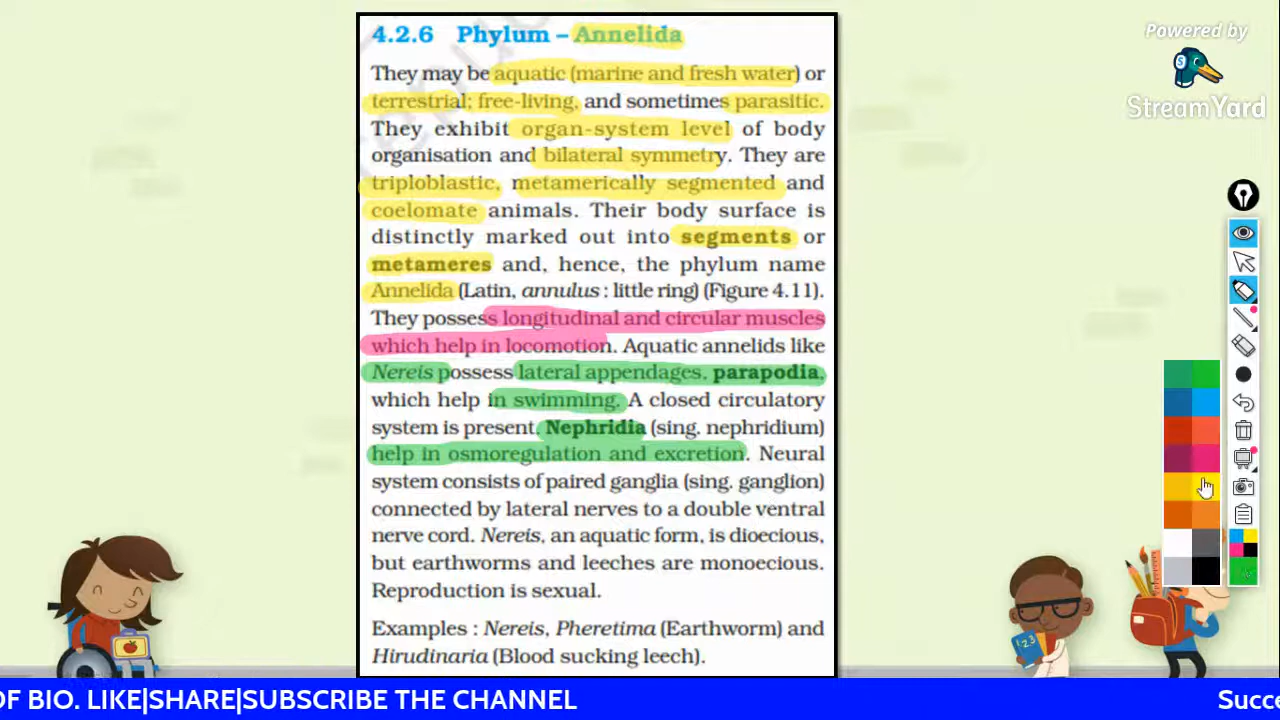 4.2.6 Phylum – Annelida
They may be aquatic (marine and fresh water) or
terrestrial; free-living, and sometimes parasitic.
They exhibit organ-system level of body
organisation and bilateral symmetry. They are
triploblastic, metamerically segmented and
coelomate animals. Their body surface is
distinctly marked out into segments or
metameres and, hence, the phylum name
Annelida (Latin, annulus : little ring) (Figure 4.11).
They possess longitudinal and circular muscles
which help in locomotion. Aquatic annelids like
Nereis possess lateral appendages, parapodia,
which help in swimming. A closed circulatory
system is present. Nephridia (sing. nephridium)
help in osmoregulation and excretion. Neural
system consists of paired ganglia (sing. ganglion)
connected by lateral nerves to a double ventral
nerve cord. Nereis, an aquatic form, is dioecious,
but earthworms and leeches are monoecious.
Reproduction is sexual.
Examples : Nereis, Pheretima (Earthworm) and
Hirudinaria (Blood sucking leech).
Powered by
S
StreamYard
123
OF BIO. LIKE|SHARE|SUBSCRIBE THE CHANNEL
Succe